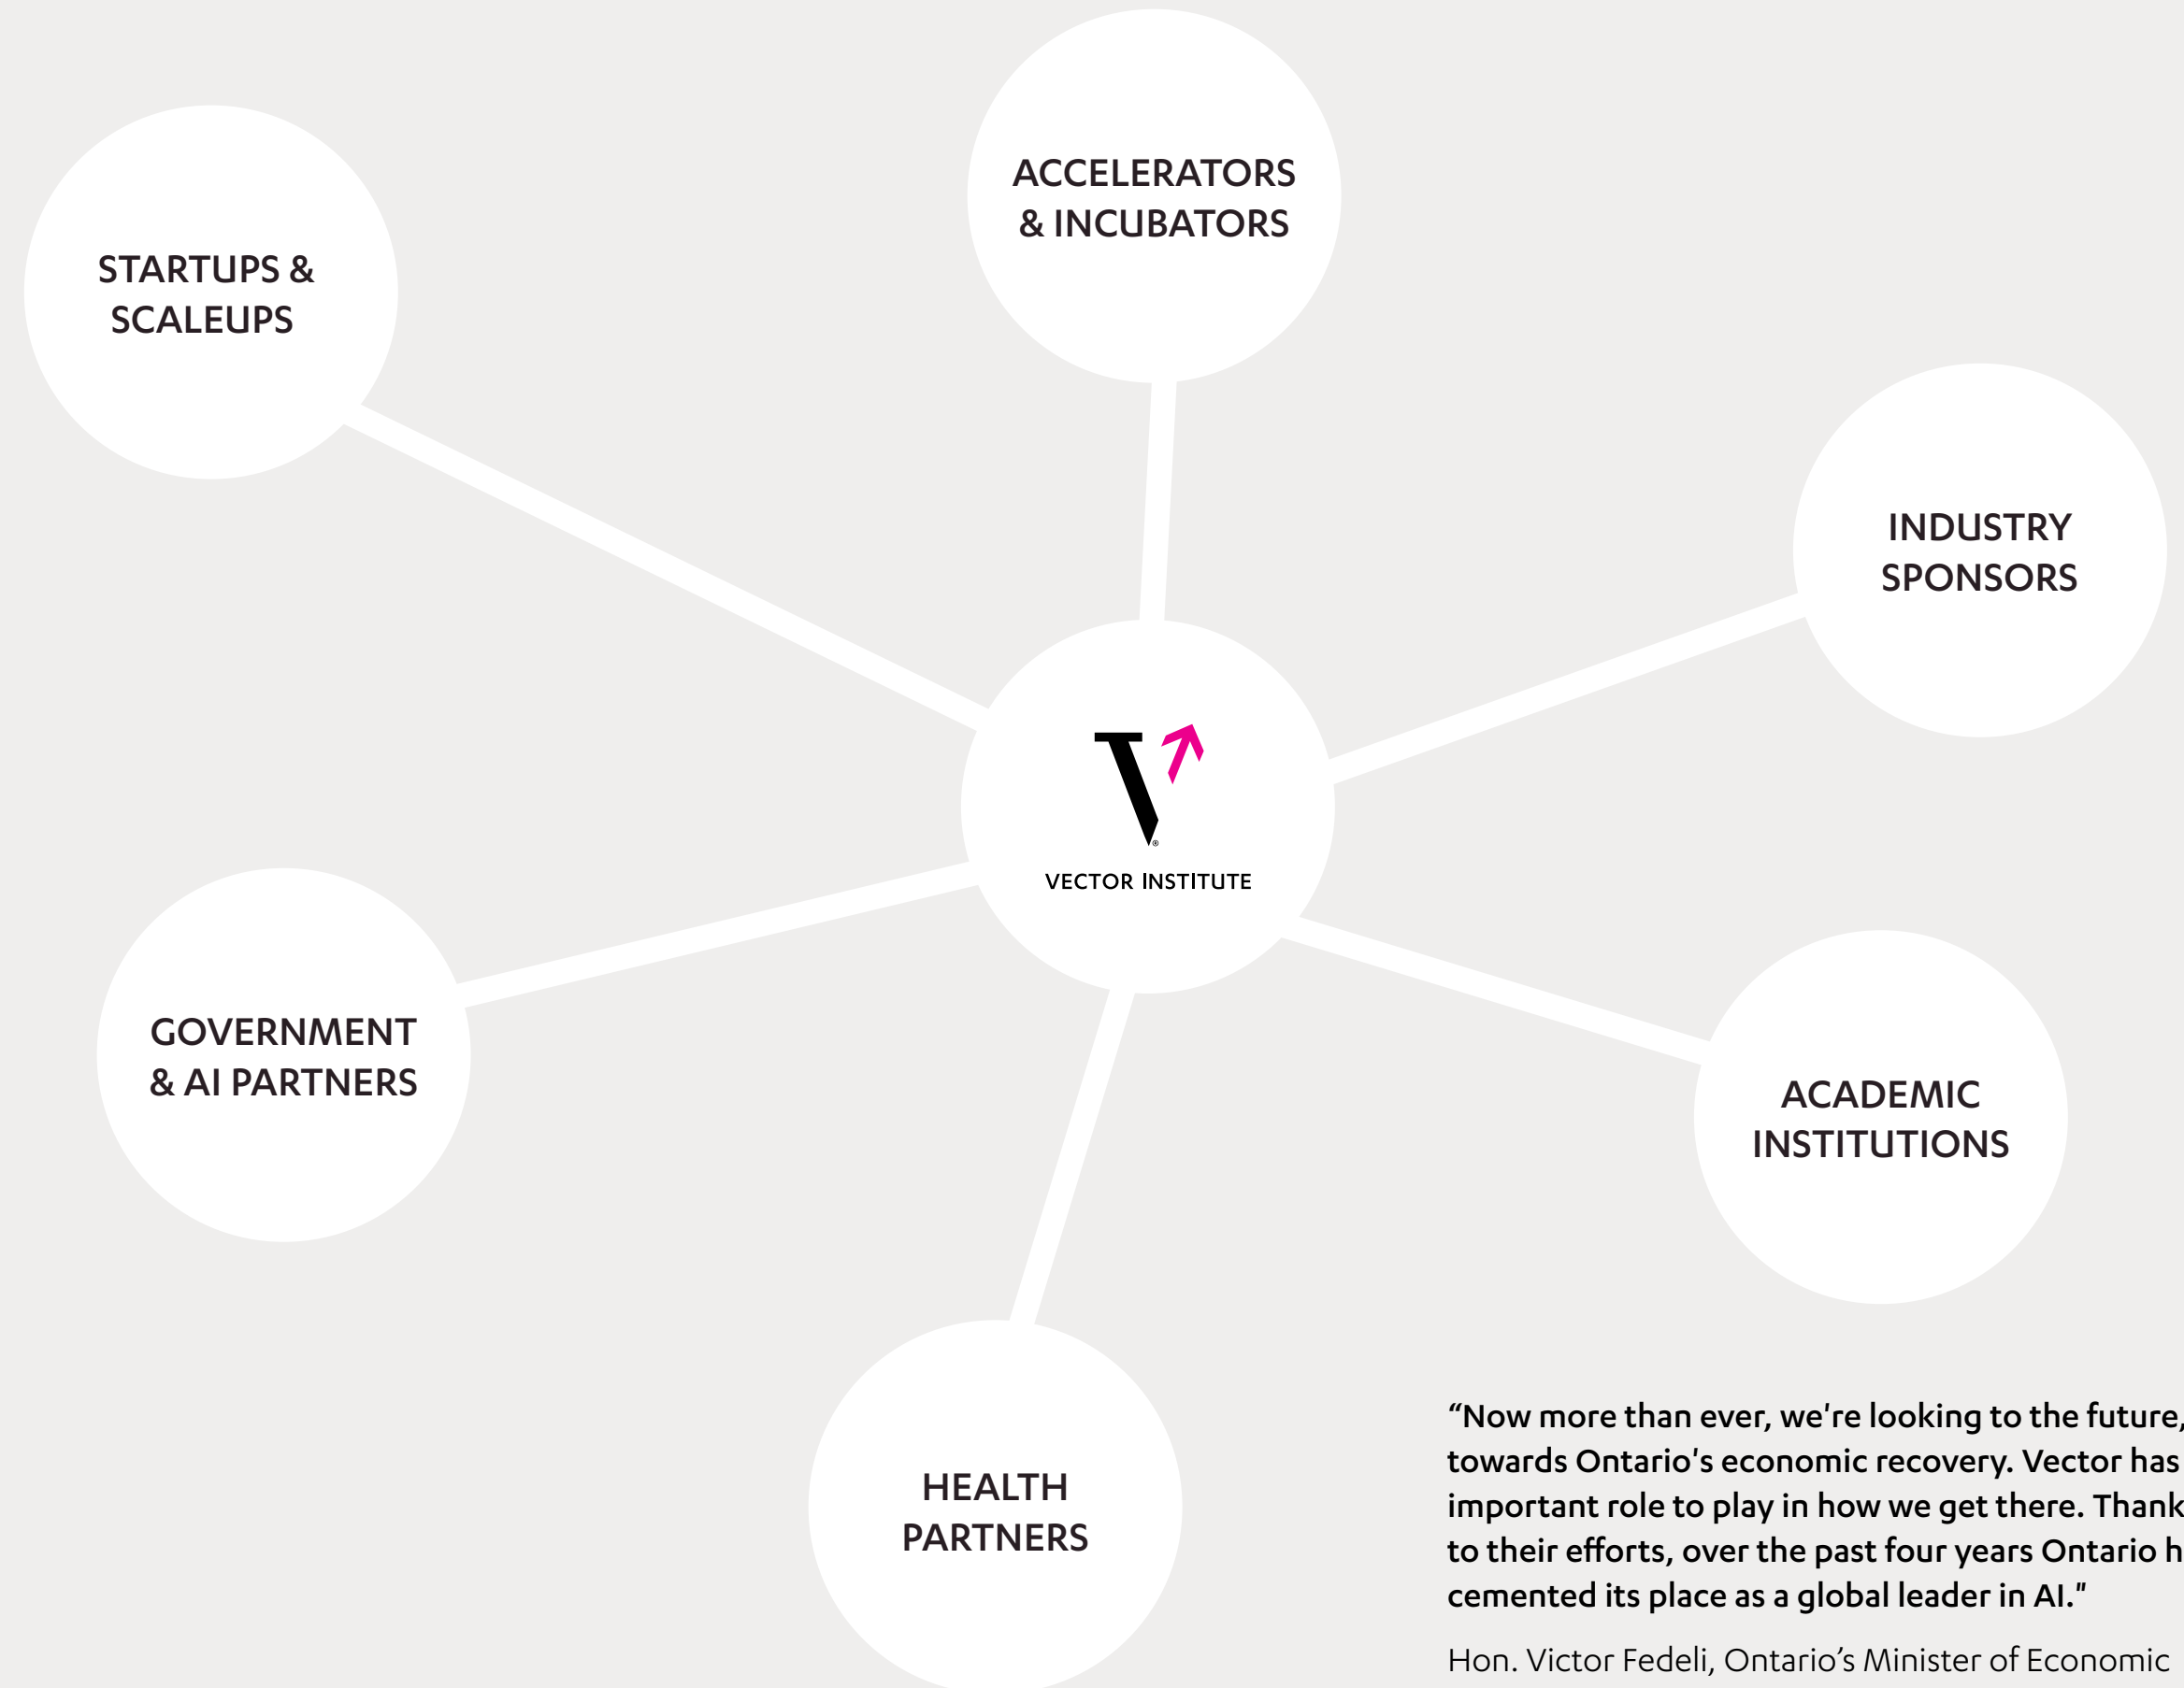 ACCELERATORS
& INCUBATORS
STARTUPS &
SCALEUPS
INDUSTRY
SPONSORS
V
®
VECTOR INSTITUTE
GOVERNMENT
& AI PARTNERS
ACADEMIC
INSTITUTIONS
HEALTH
PARTNERS
“Now more than ever, we're looking to the future,
towards Ontario's economic recovery. Vector has
important role to play in how we get there. Thank
to their efforts, over the past four years Ontario h
cemented its place as a global leader in AI."
Hon. Victor Fedeli, Ontario’s Minister of Economic